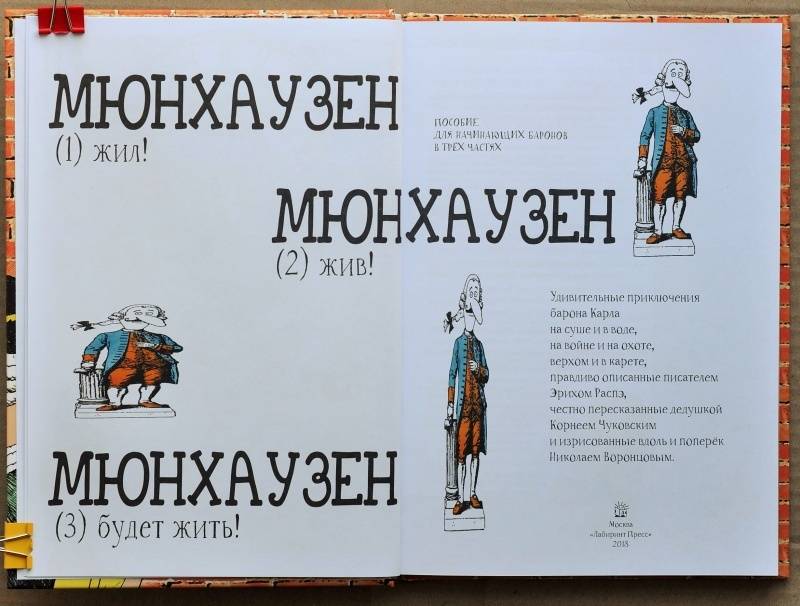 МЮНХАУЗЕН
(1) жил!
ПОСОБИЕ
ДЛЯ НАЧИНАЮЩИХ БАРОНОВ
В ТРЁХ ЧАСТЯХ
МЮНХАУЗЕН
(2) жив!
МЮНХАУЗЕН
(3) будет жить!
Удивительные приключения
барона Карла
на суше и в воде,
на войне и на охоте,
верхом и в карете,
правдиво описанные писателем
Эрихом Распэ,
честно пересказанные дедушкой
Корнеем Чуковским
и изрисованные вдоль и поперёк
Николаем Воронцовым.
Москва
«Лабиринт Пресс»
2018